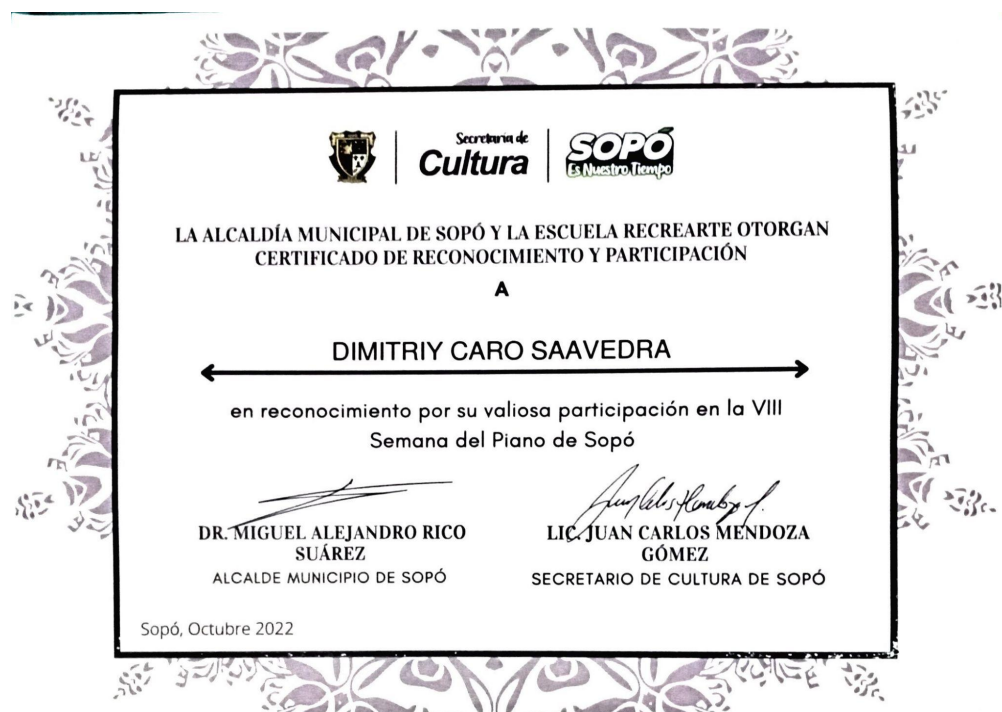 Secretaría de
Cultura
SOPÓ
Es Nuestro Tiempo
LA ALCALDÍA MUNICIPAL DE SOPÓ Y LA ESCUELA RECREARTE OTORGAN
CERTIFICADO DE RECONOCIMIENTO Y PARTICIPACIÓN
A
DIMITRIY CARO SAAVEDRA
en reconocimiento por su valiosa participación en la VIII
Semana del Piano de Sopó
DR. MIGUEL ALEJANDRO RICO
SUÁREZ
ALCALDE MUNICIPIO DE SOPÓ
LIC. JUAN CARLOS MENDOZA
GÓMEZ
SECRETARIO DE CULTURA DE SOPÓ
Sopó, Octubre 2022